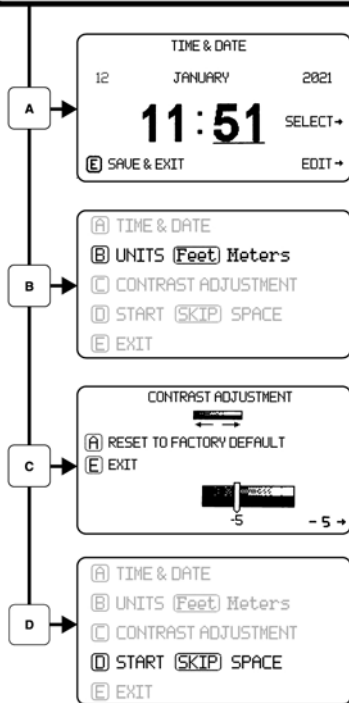 TIME & DATE
12 JANUARY 2021
A
11:51 SELECT→
E SAVE & EXIT EDIT→
A TIME & DATE
B UNITS Feet Meters
B
C CONTRAST ADJUSTMENT
D START SKIP SPACE
E EXIT
CONTRAST ADJUSTMENT
A RESET TO FACTORY DEFAULT
C
E EXIT
-5 -5→
A TIME & DATE
B UNITS Feet Meters
C CONTRAST ADJUSTMENT
D
D START SKIP SPACE
E EXIT